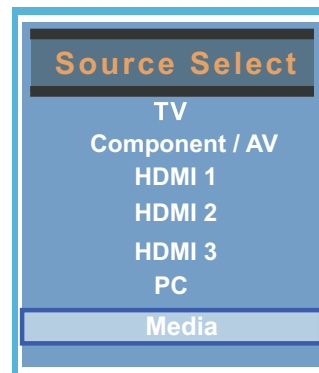 Source Select
TV
Component / AV
HDMI 1
HDMI 2
HDMI 3
PC
Media